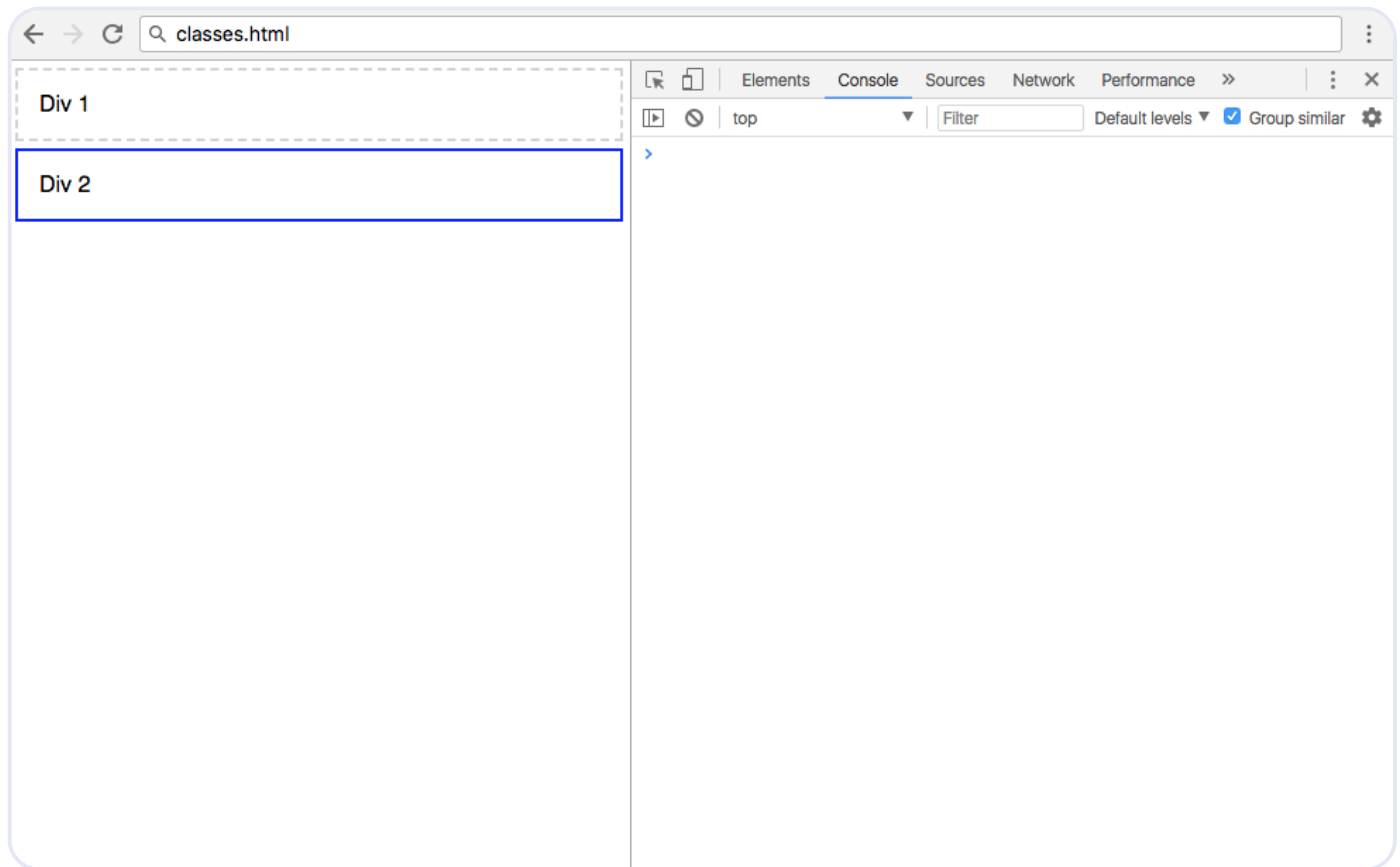 classes.html
Div 1
Div 2
Elements Console Sources Network Performance »
top Filter Default levels ▼ Group similar
>